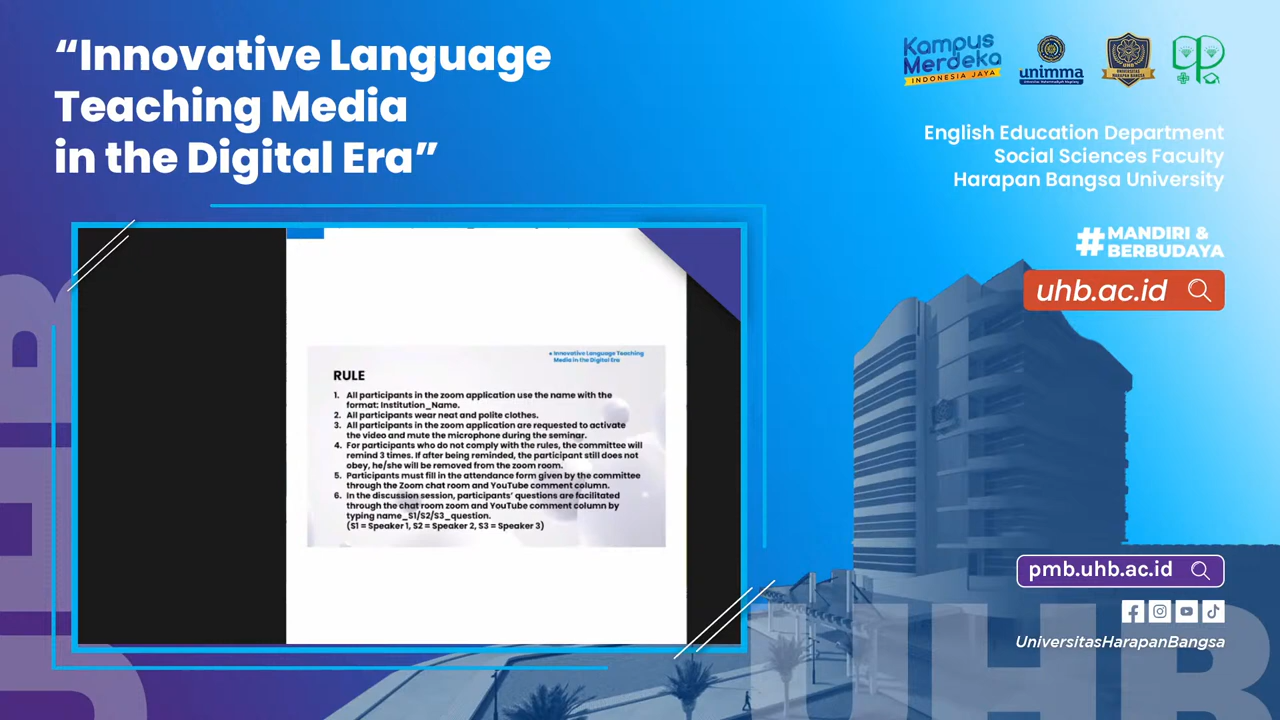 “Innovative Language
Teaching Media
in the Digital Era”
Kampus
Merdeka
INDONESIA JAYA
unimma
UHB
UNIVERSITAS
HARAPAN BANGSA
English Education Department
Social Sciences Faculty
Harapan Bangsa University
#MANDIRI &
BERBUDAYA
uhb.ac.id
Innovative Language Teaching
Media in the Digital Era
RULE
1. All participants in the zoom application use the name with the
format: Institution_Name.
2. All participants wear neat and polite clothes.
3. All participants in the zoom application are requested to activate
the video and mute the microphone during the seminar.
4. For participants who do not comply with the rules, the committee will
remind 3 times. If after being reminded, the participant still does not
obey, he/she will be removed from the zoom room.
5. Participants must fill in the attendance form given by the committee
through the Zoom chat room and YouTube comment column.
6. In the discussion session, participants’ questions are facilitated
through the chat room zoom and YouTube comment column by
typing name_S1/S2/S3_question.
(S1 = Speaker 1, S2 = Speaker 2, S3 = Speaker 3)
pmb.uhb.ac.id
UniversitasHarapanBangsa
UHB
UHB